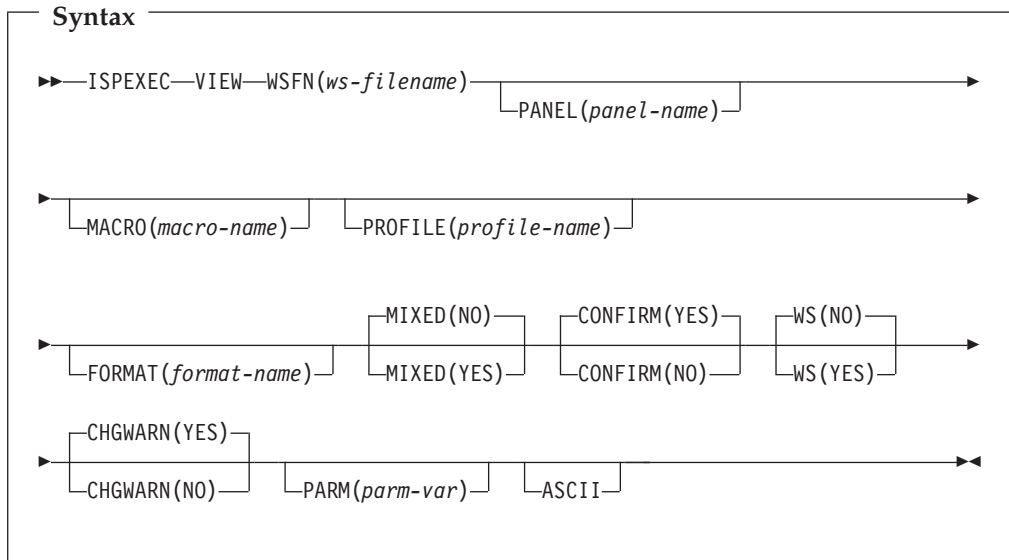 Syntax
ISPEXEC VIEW WSFN(ws-filename)
PANEL(panel-name)
MACRO(macro-name) PROFILE(profile-name)
MIXED(NO) CONFIRM(YES) WS(NO)
FORMAT(format-name) MIXED(YES) CONFIRM(NO) WS(YES)
CHGWARN(YES)
CHGWARN(NO) PARM(parm-var) ASCII